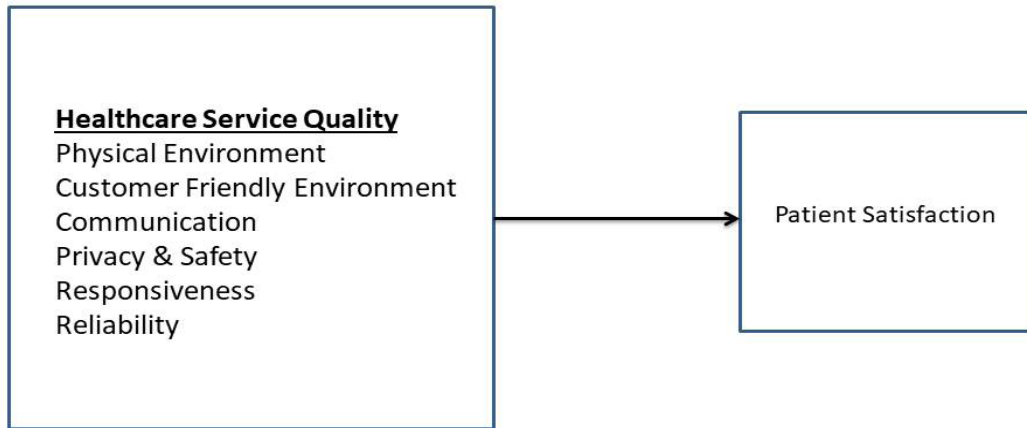 Healthcare Service Quality
Physical Environment
Customer Friendly Environment
Communication
Privacy & Safety
Responsiveness
Reliability
Patient Satisfaction